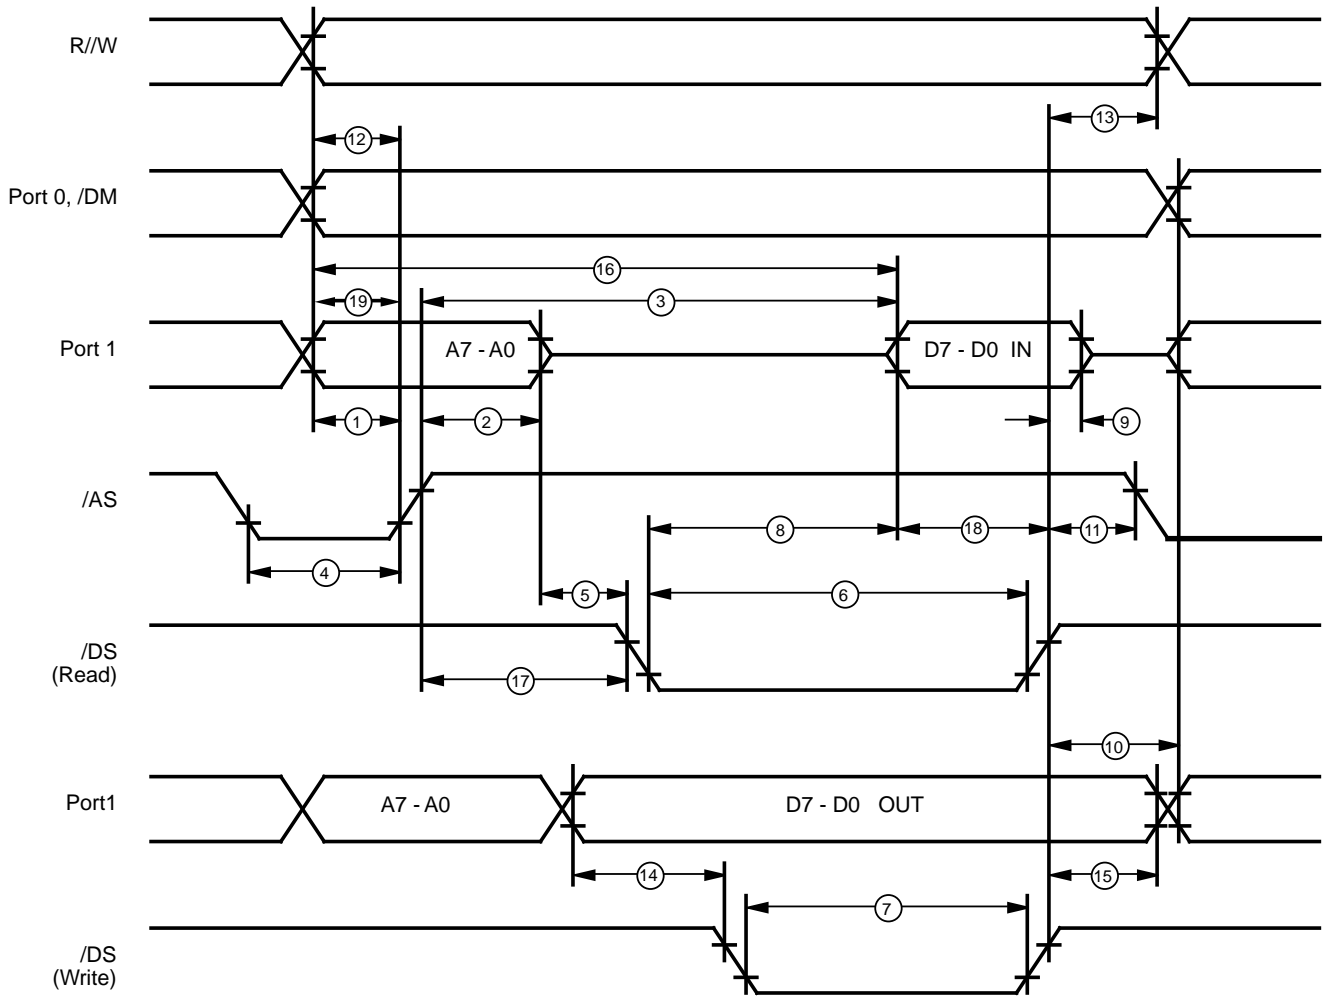 R//W
13
12
Port 0, /DM
16
19
3
Port 1
A7 - A0
D7 - D0 IN
1
2
9
/AS
8
18
11
4
5
6
/DS
(Read)
17
10
Port1
A7 - A0
D7 - D0 OUT
14
15
7
/DS
(Write)